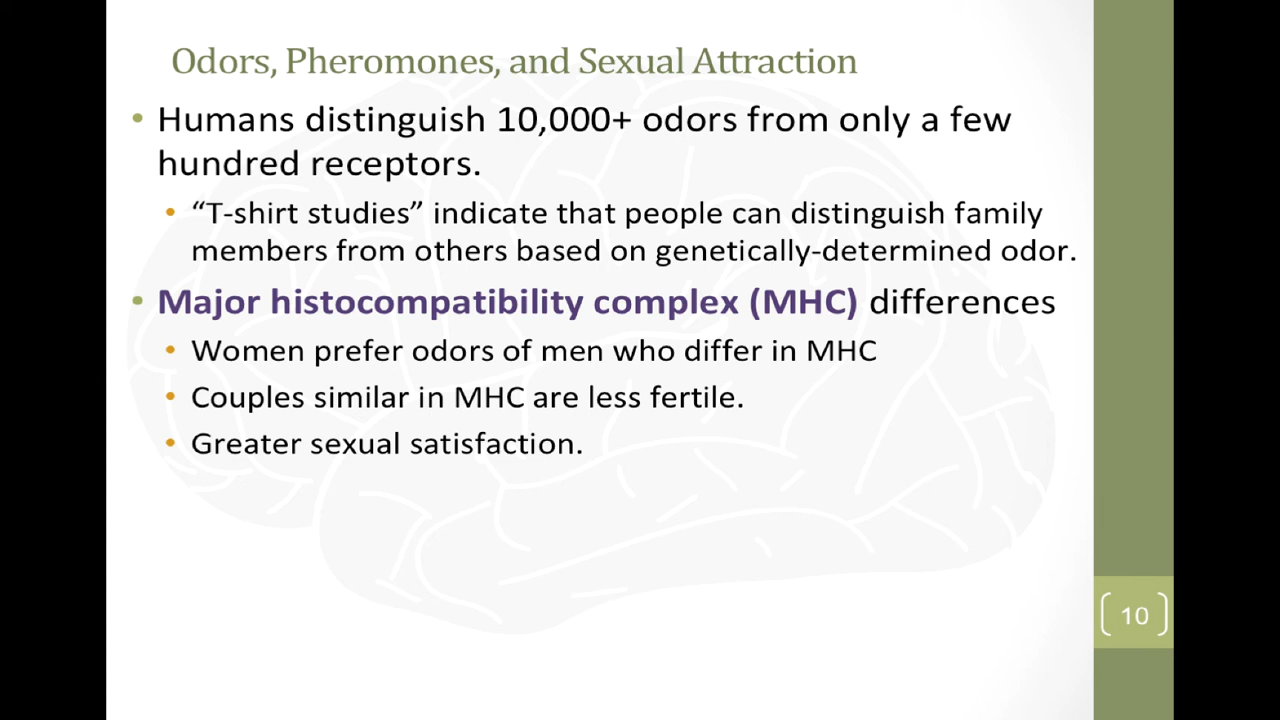 Odors, Pheromones, and Sexual Attraction
• Humans distinguish 10,000+ odors from only a few
hundred receptors.
• “T-shirt studies” indicate that people can distinguish family
members from others based on genetically-determined odor.
• Major histocompatibility complex (MHC) differences
• Women prefer odors of men who differ in MHC
• Couples similar in MHC are less fertile.
• Greater sexual satisfaction.
10